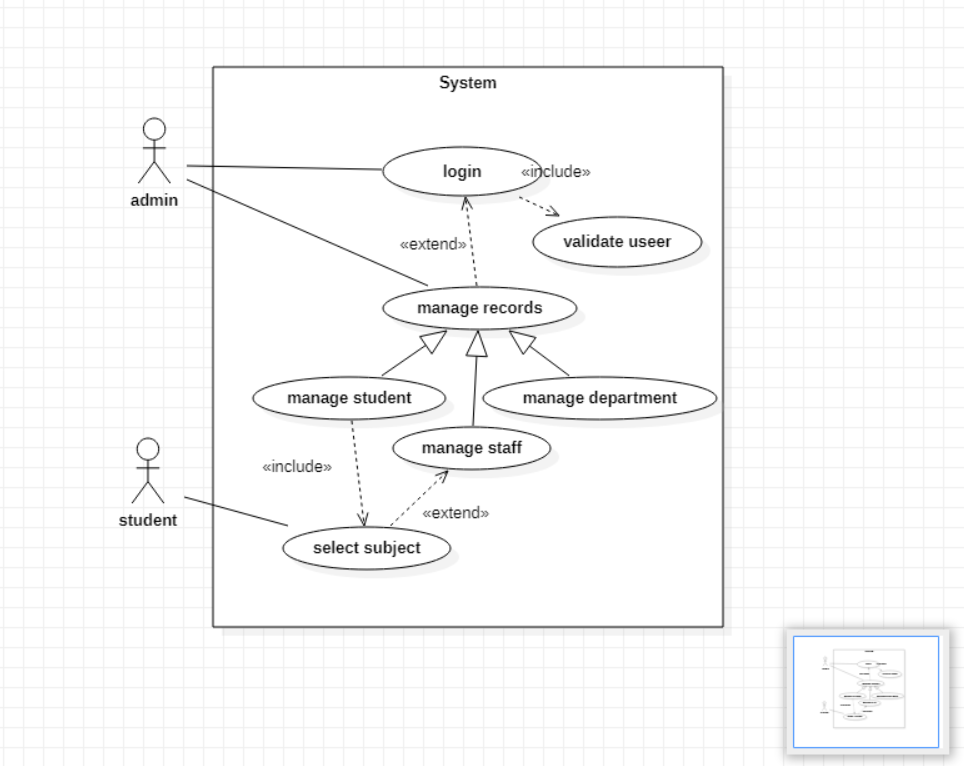 System
login
«include»
admin
validate useer
«extend»
manage records
manage student
manage department
manage staff
«include»
«extend»
student
select subject